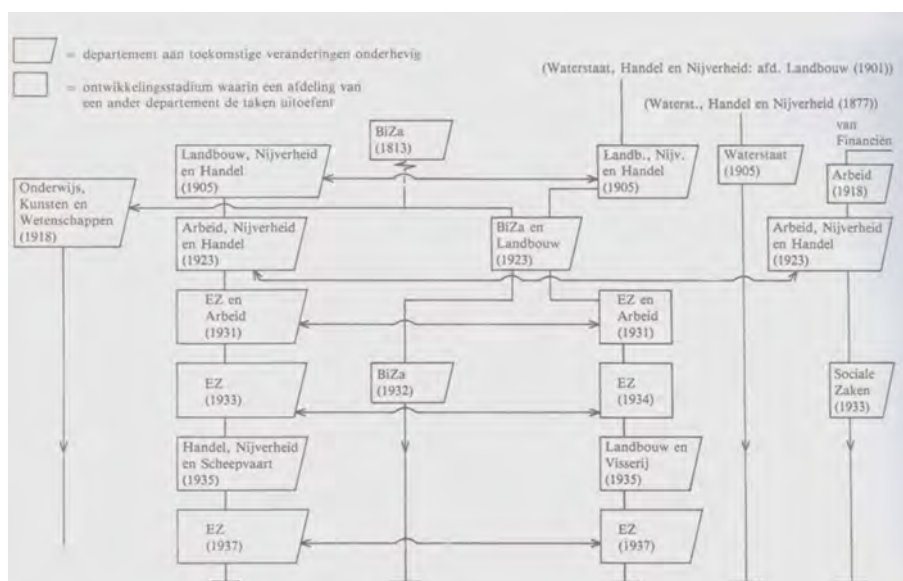 = departement aan toekomstige veranderingen onderhevig
= ontwikkelingsstadium waarin een afdeling van
een ander departement de taken uitoefent
(Waterstaat, Handel en Nijverheid: afd. Landbouw (1901))
(Waterst., Handel en Nijverheid (1877))
van
Financiën
BiZa
(1813)
Landbouw, Nijverheid
en Handel
(1905)
Landb., Nijv.
en Handel
(1905)
Waterstaat
(1905)
Arbeid
(1918)
Onderwijs,
Kunsten en
Wetenschappen
(1918)
Arbeid, Nijverheid
en Handel
(1923)
BiZa en
Landbouw
(1923)
Arbeid, Nijverheid
en Handel
(1923)
EZ en
Arbeid
(1931)
EZ en
Arbeid
(1931)
EZ
(1933)
BiZa
(1932)
EZ
(1934)
Sociale
Zaken
(1933)
Handel, Nijverheid
en Scheepvaart
(1935)
Landbouw en
Visserij
(1935)
EZ
(1937)
EZ
(1937)